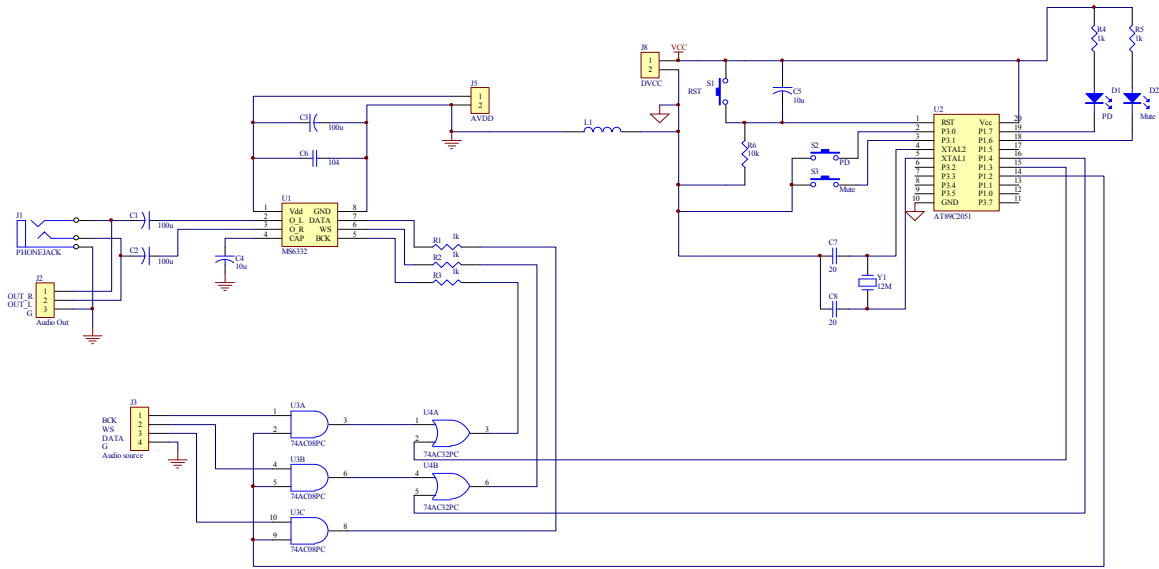 J8
1
2
DVCC
VCC
S1
RST
C5
10u
R4
1k
R5
1k
D1
PD
D2
Mute
J5
1
2
AVDD
C3
100u
C6
104
L1
R6
10k
S2
PD
S3
Mute
U2
1 RST Vcc 20
2 P3.0 P1.7 19
3 P3.1 P1.6 18
4 XTAL2 P1.5 17
5 XTAL1 P1.4 16
6 P3.2 P1.3 15
7 P3.3 P1.2 14
8 P3.4 P1.1 13
9 P3.5 P1.0 12
10 GND P3.7 11
AT89C2051
U1
1 Vdd GND 8
2 O_L DATA 7
3 O_R WS 6
4 CAP BCK 5
MS6332
J1
PHONEJACK
C1
100u
C2
100u
C4
10u
R1 1k
R2 1k
R3 1k
C7
20
Y1
12M
C8
20
J2
OUT_R 1
OUT_L 2
G 3
Audio Out
J3
BCK 1
WS 2
DATA 3
G 4
Audio source
U3A
1
2
3
74AC08PC
U4A
1
2
3
74AC32PC
U3B
4
5
6
74AC08PC
U4B
4
5
6
74AC32PC
U3C
10
9
8
74AC08PC